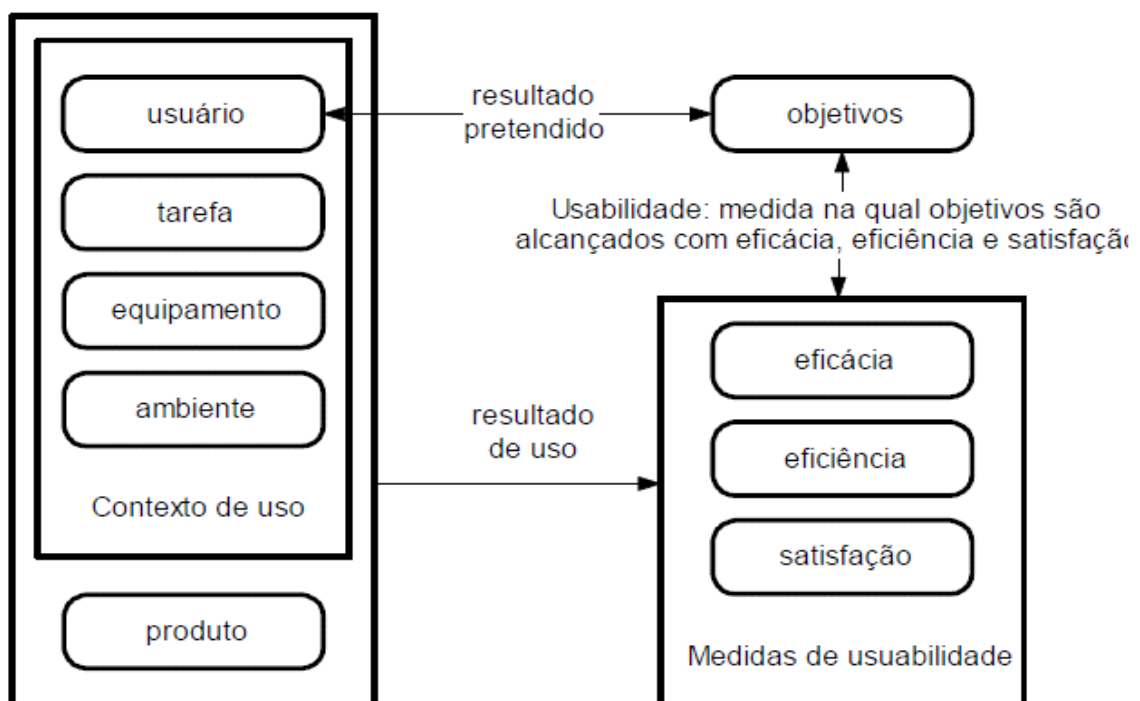 usuário
tarefa
equipamento
ambiente
Contexto de uso
produto
resultado
pretendido
objetivos
Usabilidade: medida na qual objetivos são
alcançados com eficácia, eficiência e satisfação
resultado
de uso
eficácia
eficiência
satisfação
Medidas de usuabilidade